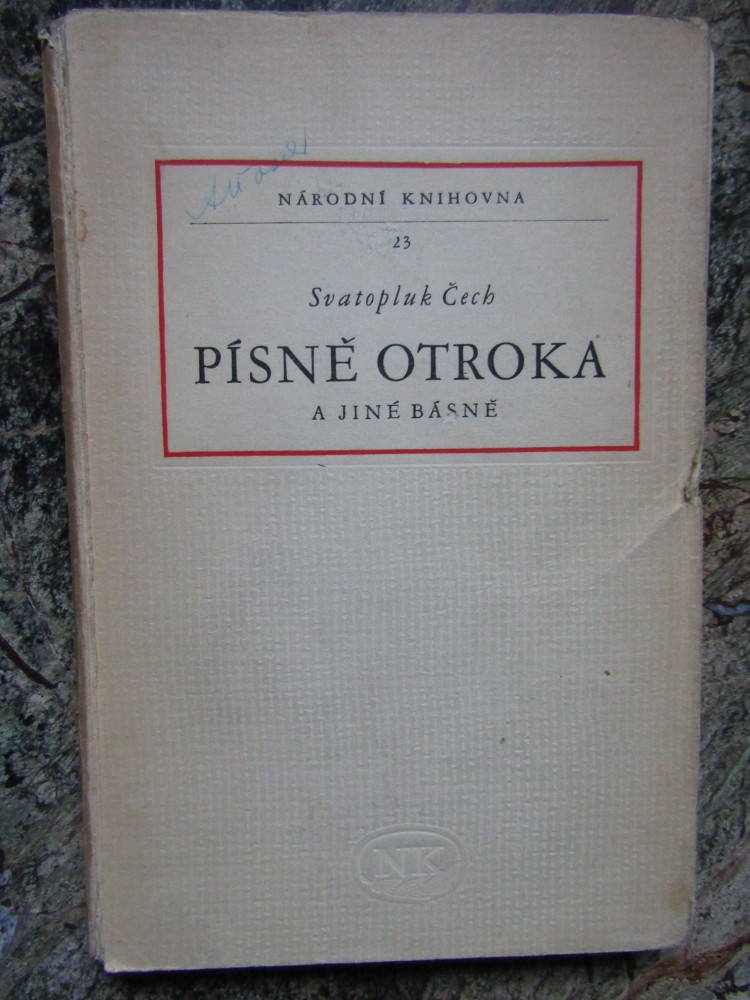 NÁRODNÍ KNIHOVNA
23
Svatopluk Čech
PÍSNĚ OTROKA
A JINÉ BÁSNĚ
NK